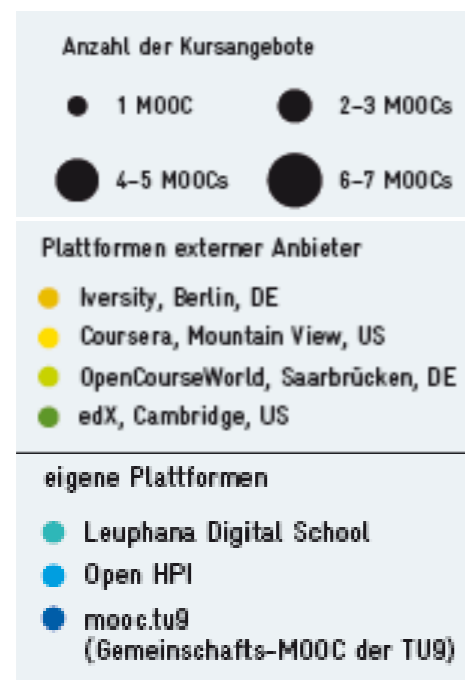 Anzahl der Kursangebote
1 MOOC
2–3 MOOCs
4–5 MOOCs
6–7 MOOCs
Plattformen externer Anbieter
Iversity, Berlin, DE
Coursera, Mountain View, US
OpenCourseWorld, Saarbrücken, DE
edX, Cambridge, US
eigene Plattformen
Leuphana Digital School
Open HPI
mooc.tu9
(Gemeinschafts-MOOC der TU9)